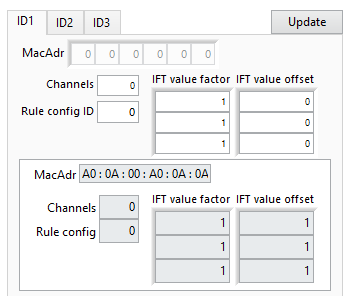 ID1 ID2 ID3 Update
MacAdr 0 0 0 0 0 0
Channels 0 IFT value factor IFT value offset
Rule config ID 0
1 0
1 0
1 0
MacAdr A0 : 0A : 00 : A0 : 0A : 0A
Channels 0 IFT value factor IFT value offset
Rule config 0
1 1
1 1
1 1